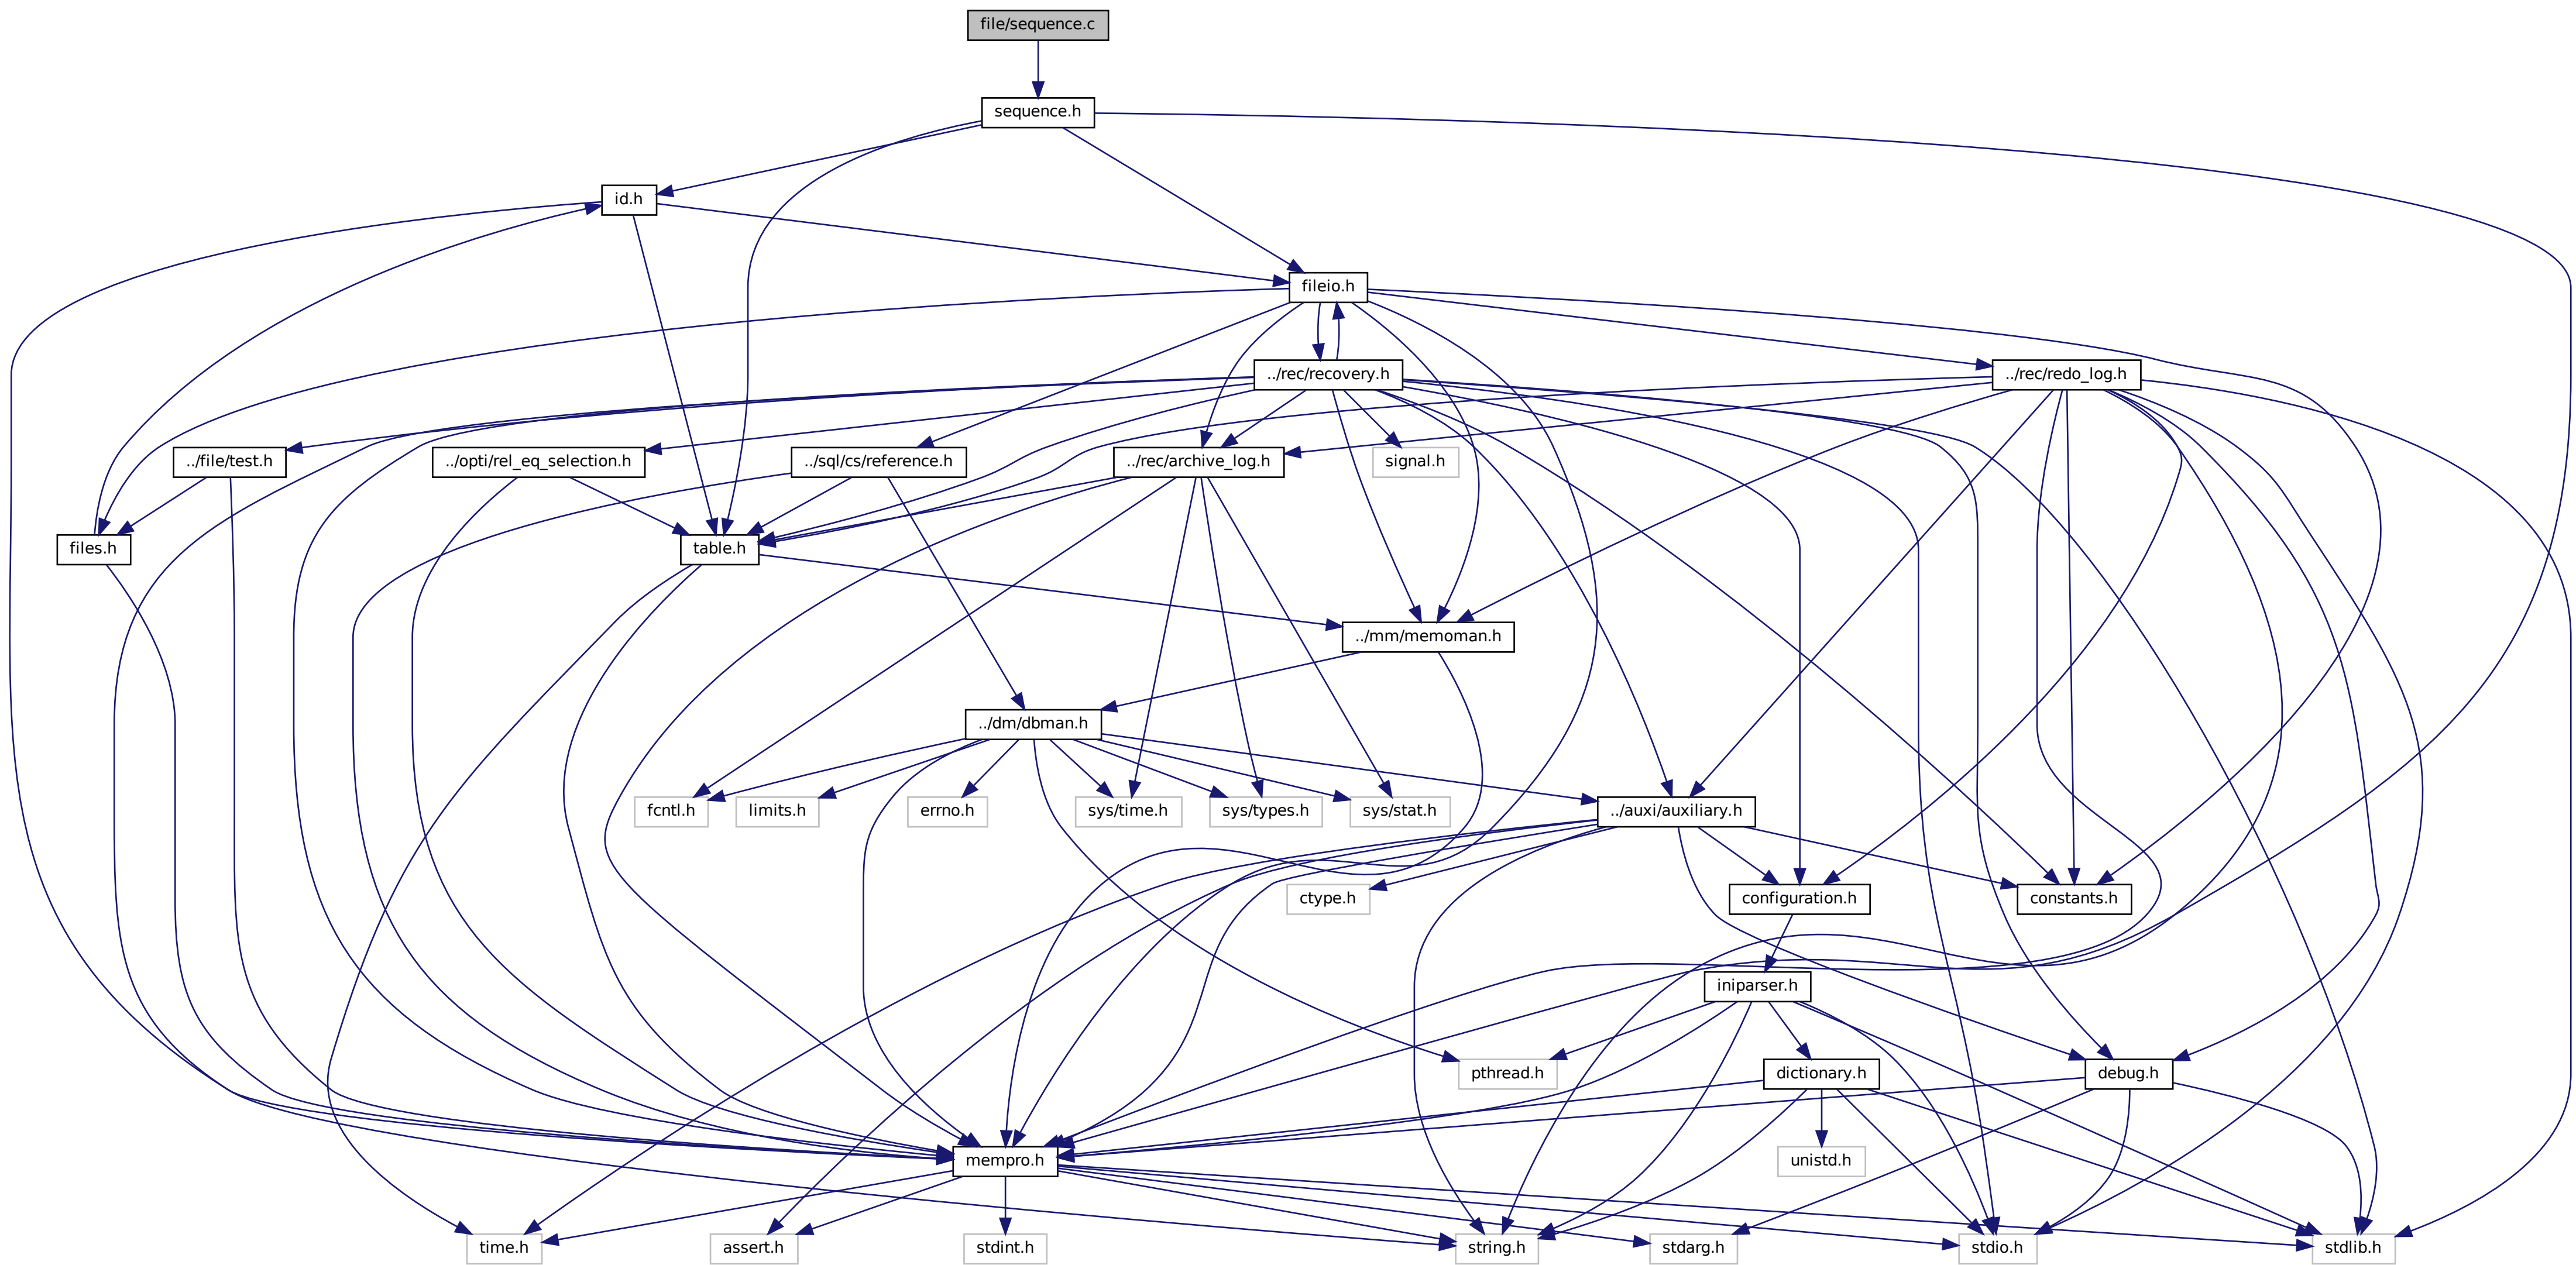 file/sequence.c
sequence.h
id.h
fileio.h
../rec/recovery.h
../rec/redo_log.h
../file/test.h
../opti/rel_eq_selection.h
../sql/cs/reference.h
../rec/archive_log.h
signal.h
files.h
table.h
../mm/memoman.h
../dm/dbman.h
fcntl.h
limits.h
errno.h
sys/time.h
sys/types.h
sys/stat.h
../auxi/auxiliary.h
ctype.h
configuration.h
constants.h
iniparser.h
pthread.h
dictionary.h
debug.h
mempro.h
unistd.h
time.h
assert.h
stdint.h
string.h
stdarg.h
stdio.h
stdlib.h